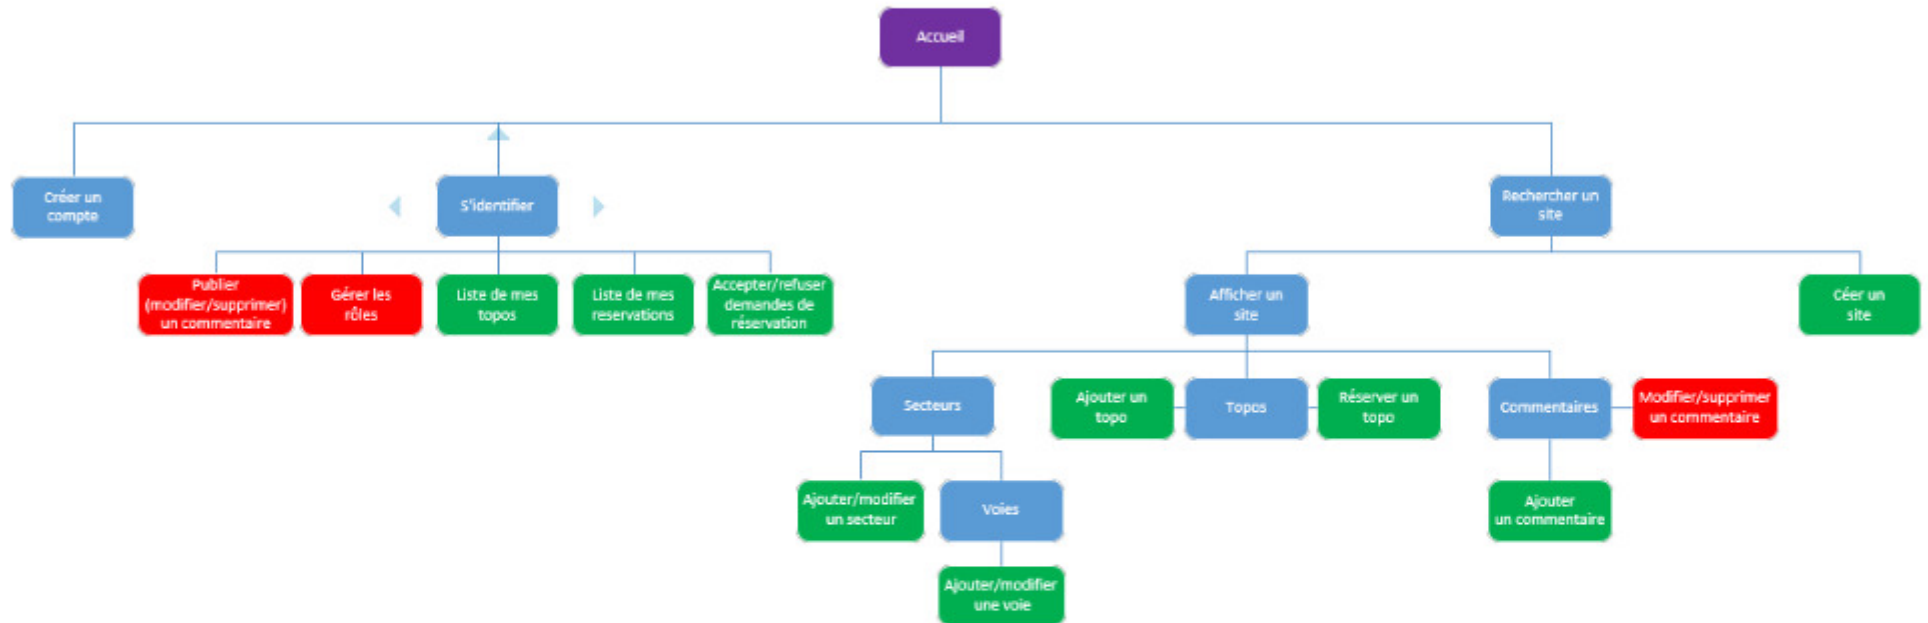 Accueil
Créer un
compte
S'identifier
Rechercher un
site
Publier
(modifier/supprimer)
un commentaire
Gérer les
rôles
Liste de mes
topos
Liste de mes
reservations
Accepter/refuser
demandes de
réservation
Afficher un
site
Céer un
site
Secteurs
Ajouter un
topo
Topos
Réserver un
topo
Commentaires
Modifier/supprimer
un commentaire
Ajouter/modifier
un secteur
Voies
Ajouter
un commentaire
Ajouter/modifier
une voie